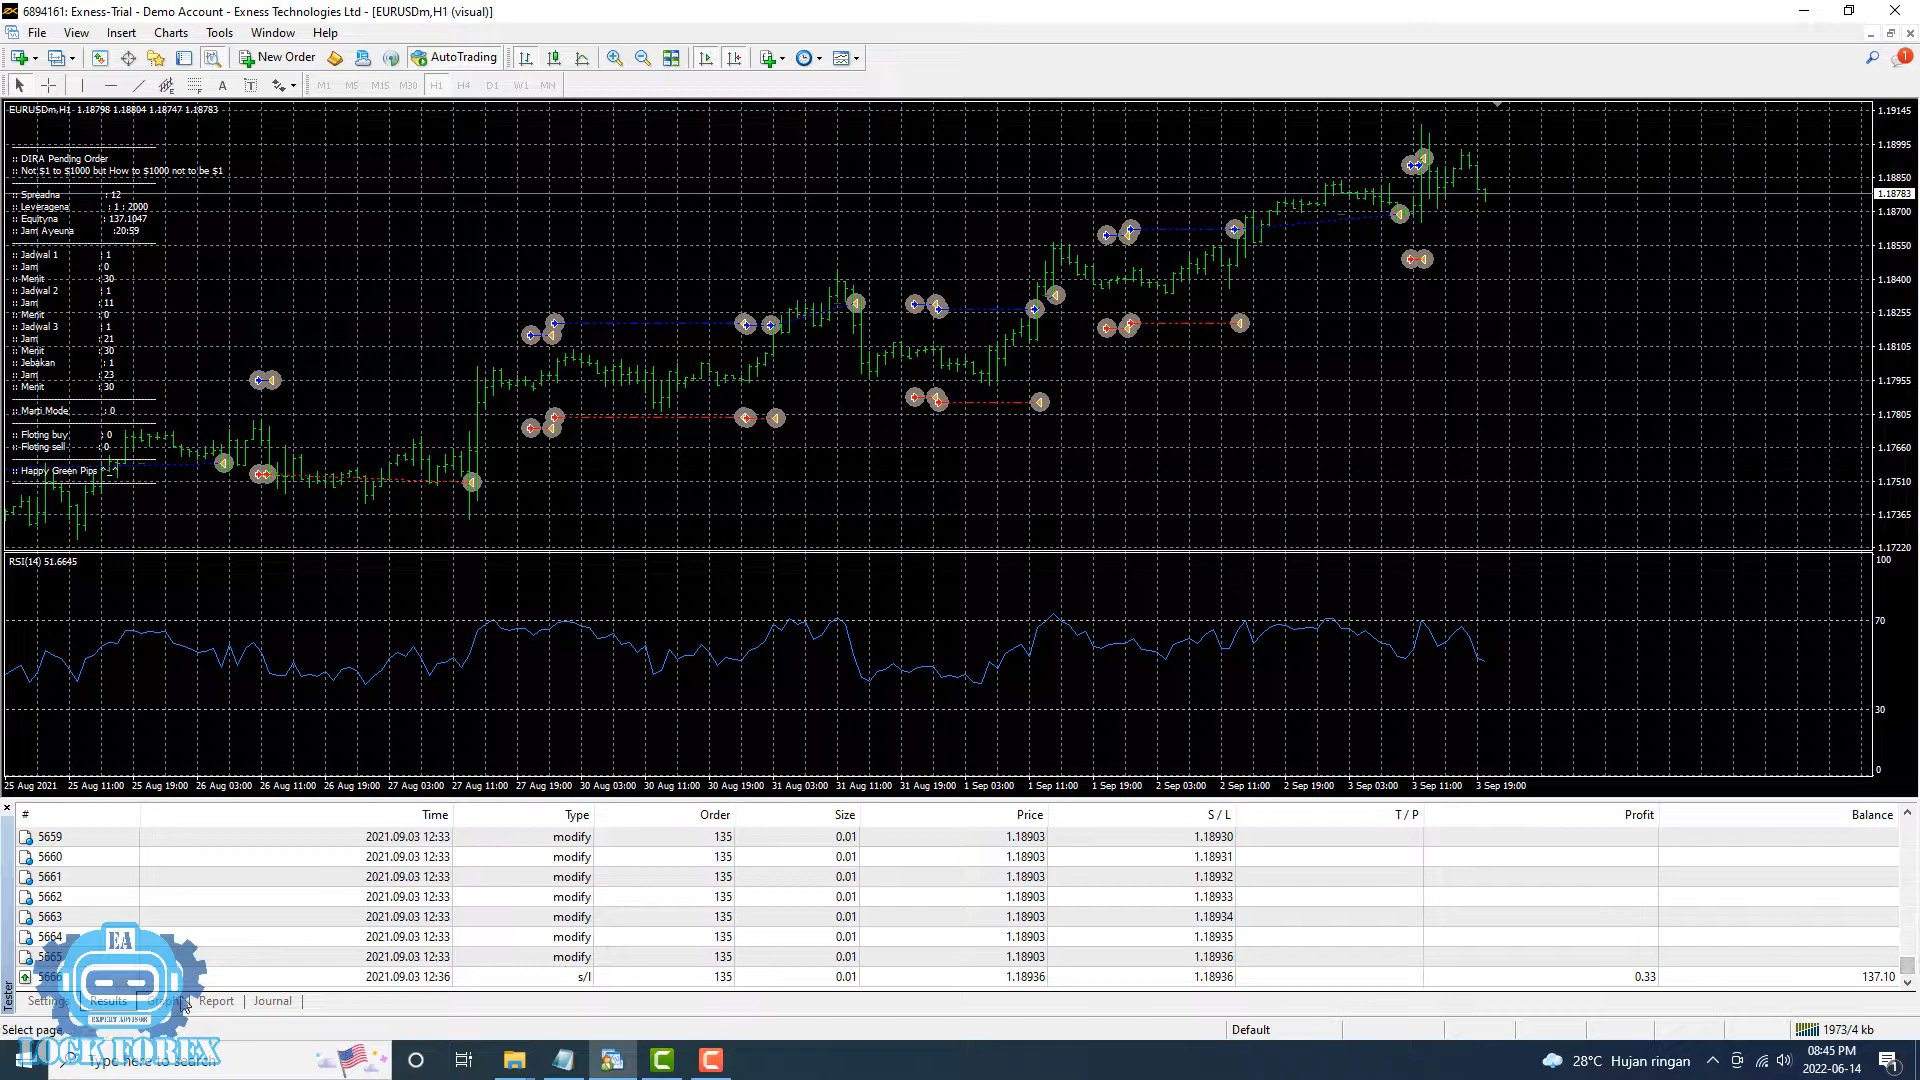 6894161: Exness-Trial - Demo Account - Exness Technologies Ltd - [EURUSDm,H1 (visual)]
File View Insert Charts Tools Window Help
New Order AutoTrading 1
A T M1 M5 M15 M30 H1 H4 D1 W1 MN
EURUSDm,H1 1.18798 1.18804 1.18747 1.18783
:: DIRA Pending Order
:: Not $1 to $1000 but How to $1000 not to be $1
:: Spreadna : 12
:: Leveragena : 1 : 2000
:: Equityna : 137.1047
:: Jam Ayeuna :20:59
:: Jadwal 1 : 1
:: Jam : 0
:: Menit : 30
:: Jadwal 2 : 1
:: Jam : 11
:: Menit : 0
:: Jadwal 3 : 1
:: Jam : 21
:: Menit : 30
:: Jebakan : 1
:: Jam : 23
:: Menit : 30
:: Marti Mode : 0
:: Floting buy : 0
:: Floting sell : 0
:: Happy Green Pips ^_^
1.19145
1.18995
1.18850
1.18783
1.18700
1.18550
1.18400
1.18255
1.18105
1.17955
1.17805
1.17660
1.17510
1.17365
1.17220
RSI(14) 51.6645
100
70
30
0
25 Aug 2021 25 Aug 11:00 25 Aug 19:00 26 Aug 03:00 26 Aug 11:00 26 Aug 19:00 27 Aug 03:00 27 Aug 11:00 27 Aug 19:00 30 Aug 03:00 30 Aug 11:00 30 Aug 19:00 31 Aug 03:00 31 Aug 11:00 31 Aug 19:00 1 Sep 03:00 1 Sep 11:00 1 Sep 19:00 2 Sep 03:00 2 Sep 11:00 2 Sep 19:00 3 Sep 03:00 3 Sep 11:00 3 Sep 19:00
# Time Type Order Size Price S / L T / P Profit Balance
5659 2021.09.03 12:33 modify 135 0.01 1.18903 1.18930
5660 2021.09.03 12:33 modify 135 0.01 1.18903 1.18931
5661 2021.09.03 12:33 modify 135 0.01 1.18903 1.18932
5662 2021.09.03 12:33 modify 135 0.01 1.18903 1.18933
5663 2021.09.03 12:33 modify 135 0.01 1.18903 1.18934
5664 2021.09.03 12:33 modify 135 0.01 1.18903 1.18935
5665 2021.09.03 12:33 modify 135 0.01 1.18903 1.18936
5666 2021.09.03 12:36 s/l 135 0.01 1.18936 1.18936 0.33 137.10
Tester
Settings Results Graph Report Journal
EA
EXPERT ADVISOR
LOCK FOREX
Select page
Default
1973/4 kb
Type here to search
28°C Hujan ringan
08:45 PM
2022-06-14
1